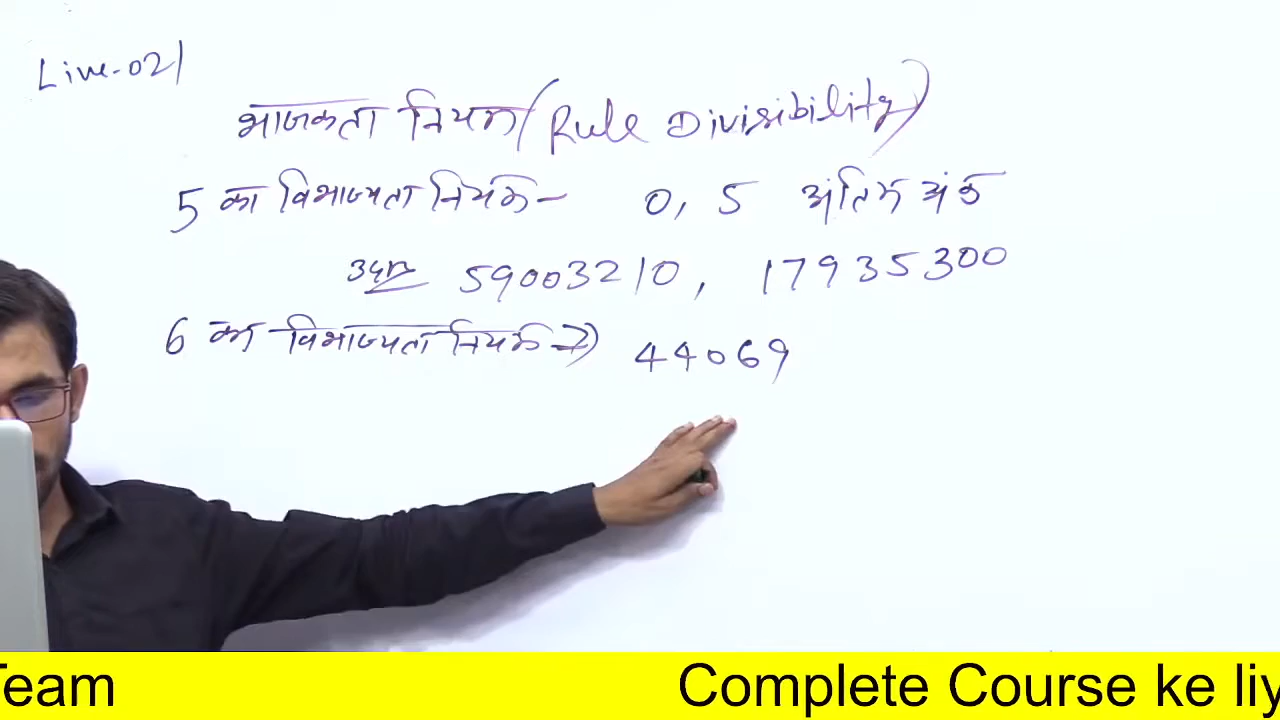 Live-02
भाजकता नियम (Rule Divisibility)
5 का विभाज्यता नियम - 0, 5 अंतिम अंक
उदा 59003210, 17935300
6 का विभाज्यता नियम → 44069
Team Complete Course ke liy